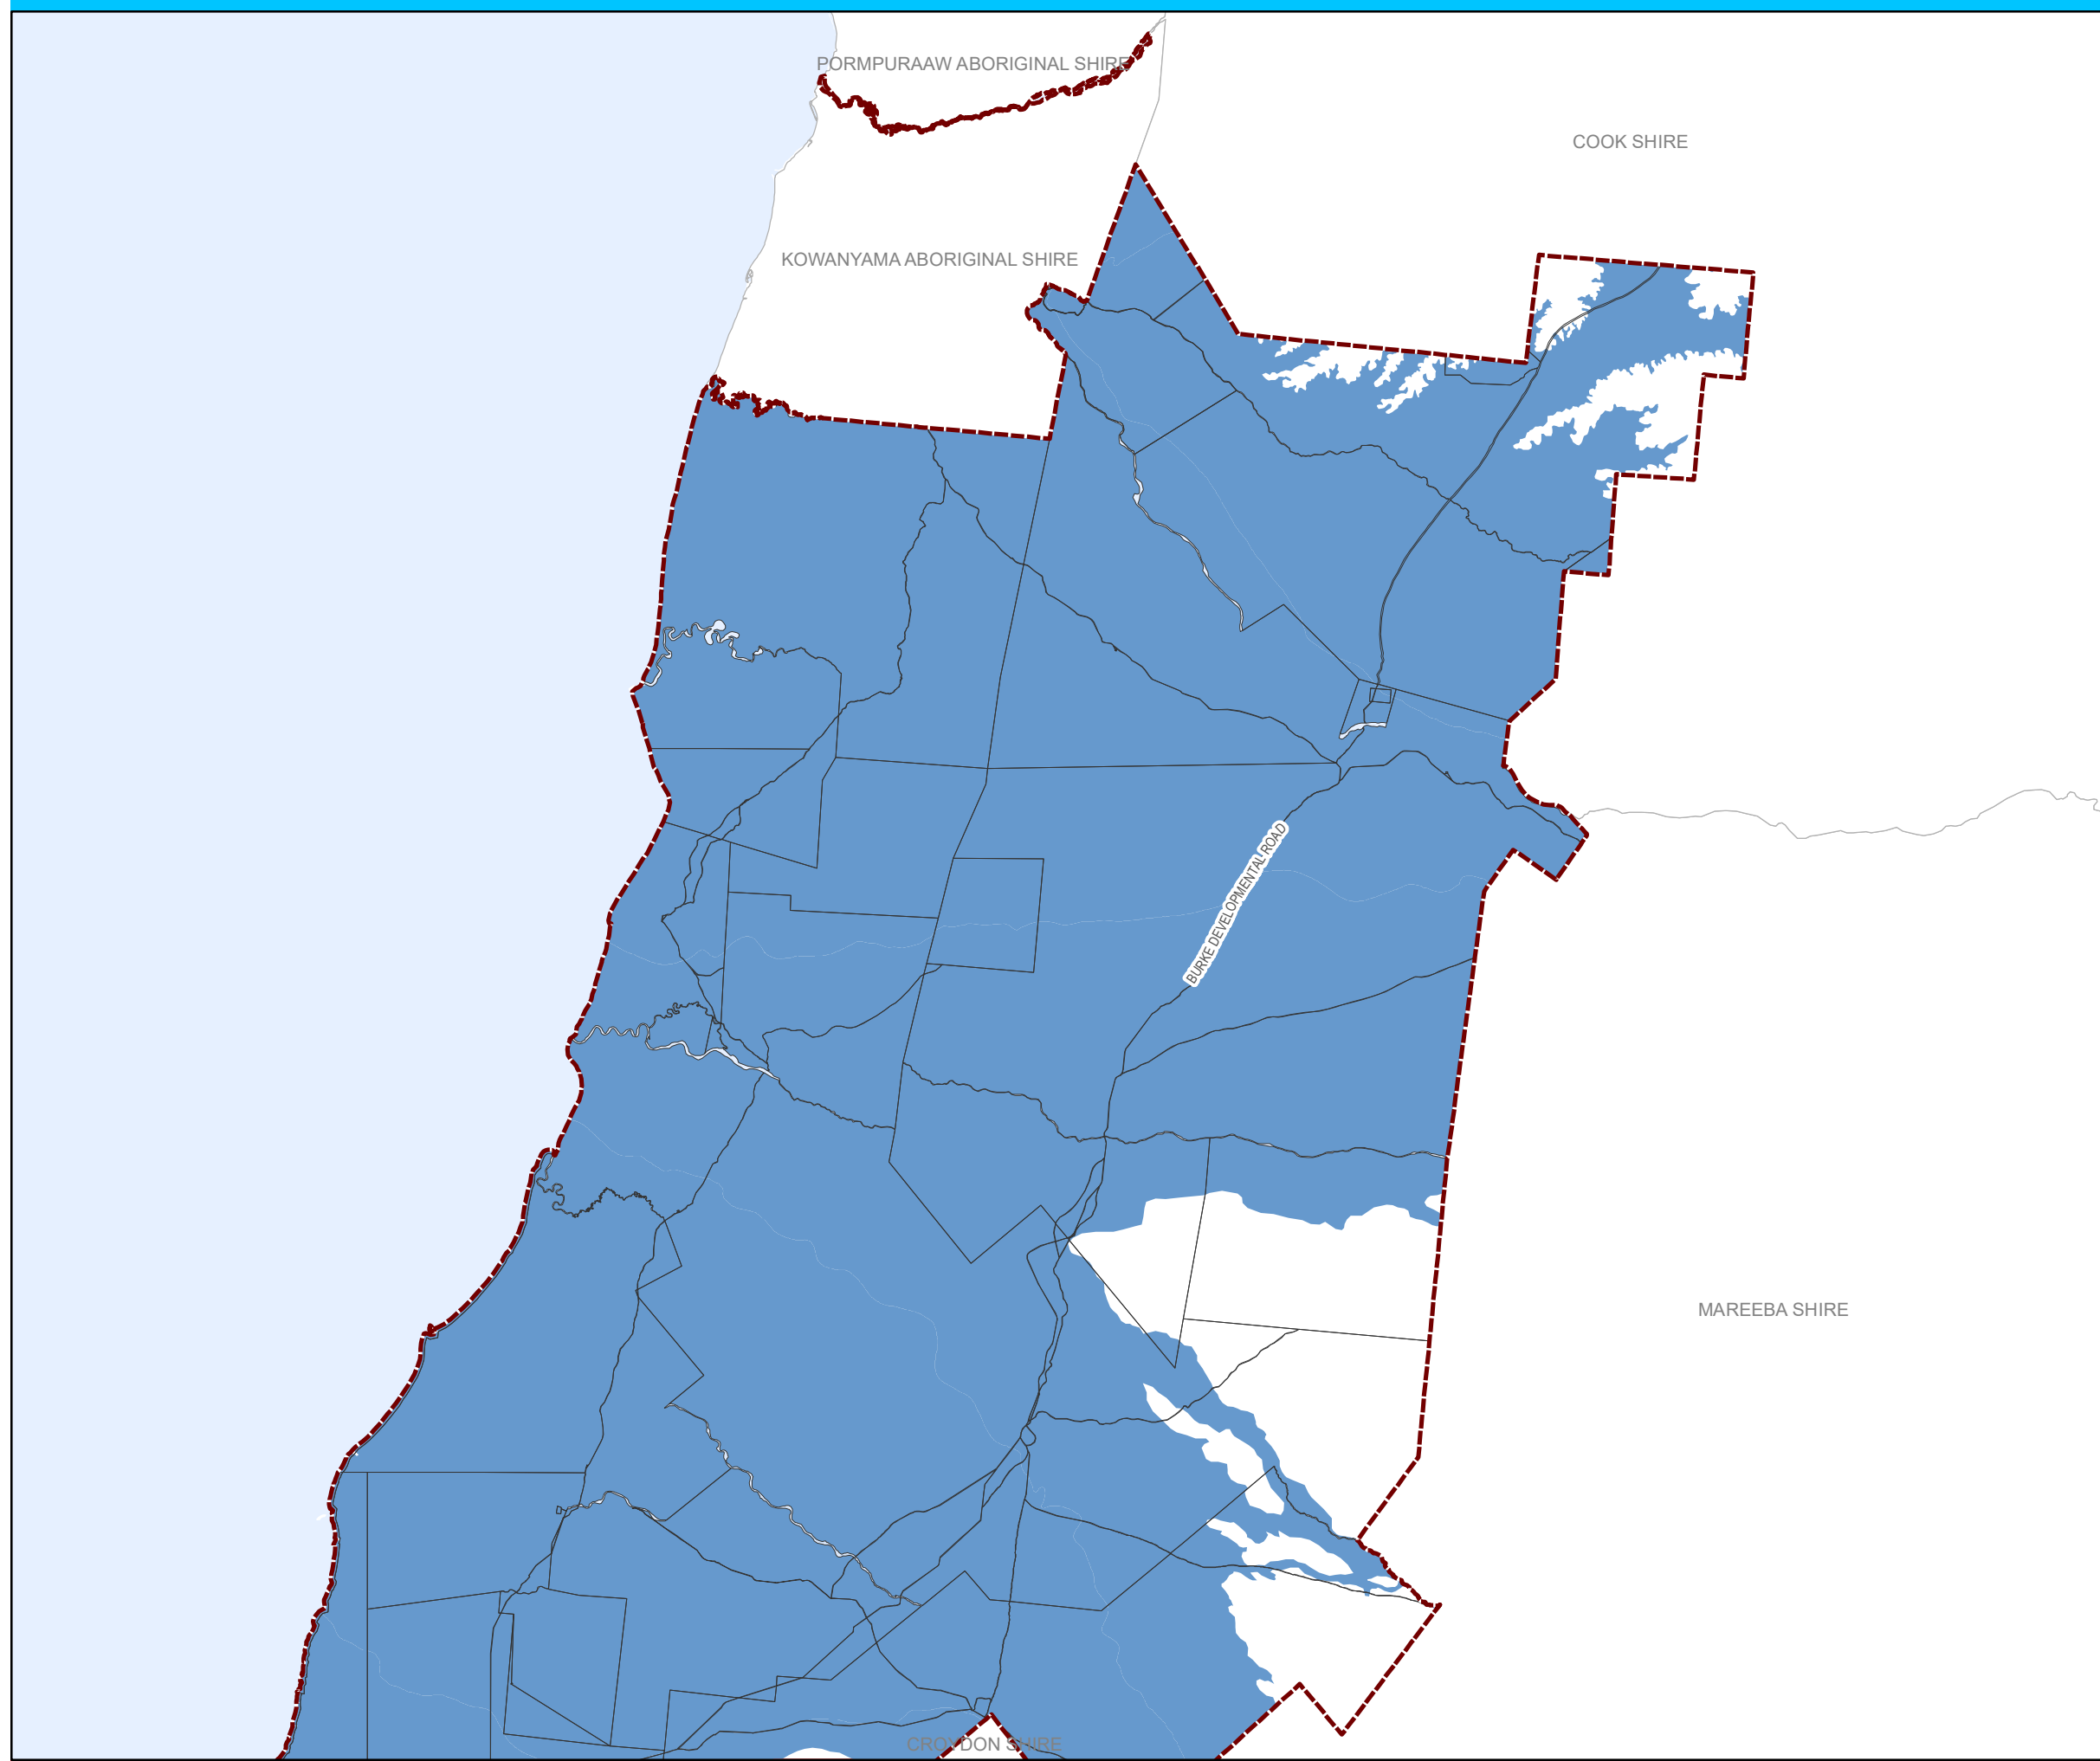 PORMPURAAW ABORIGINAL SHIRE
COOK SHIRE
KOWANYAMA ABORIGINAL SHIRE
BURKE DEVELOPMENTAL ROAD
MAREEBA SHIRE
CROYDON SHIRE